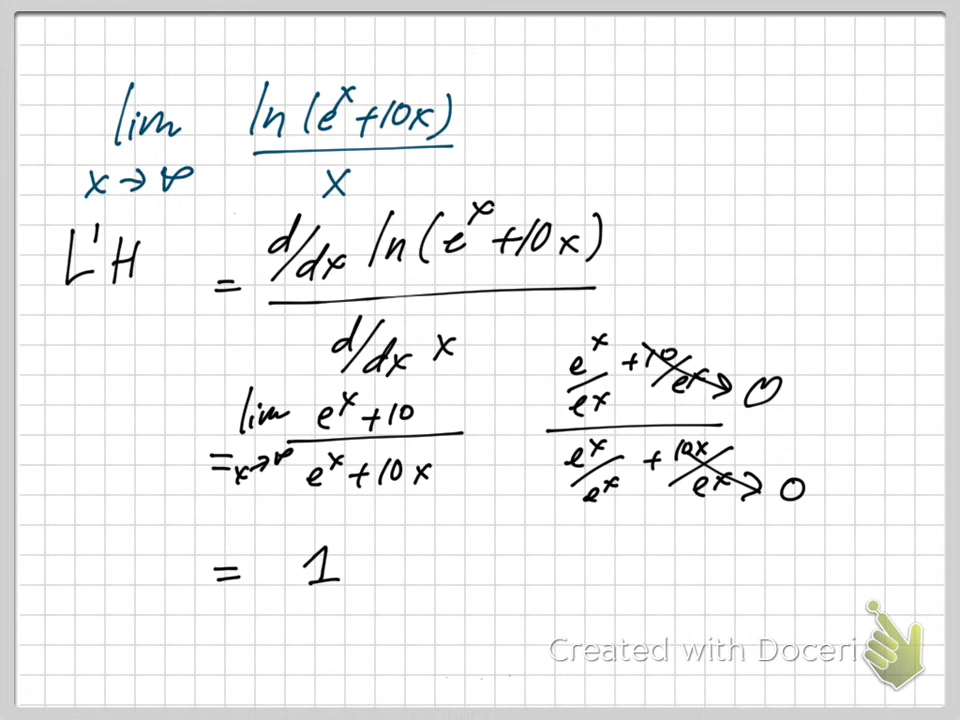 lim ln(e^x+10x)
x→∞ x
L'H = d/dx ln(e^x+10x)
d/dx x
e^x/e^x + 10/e^x → 0
lim e^x+10
= x→∞ e^x+10x
e^x/e^x + 10x/e^x → 0
= 1
Created with Doceri